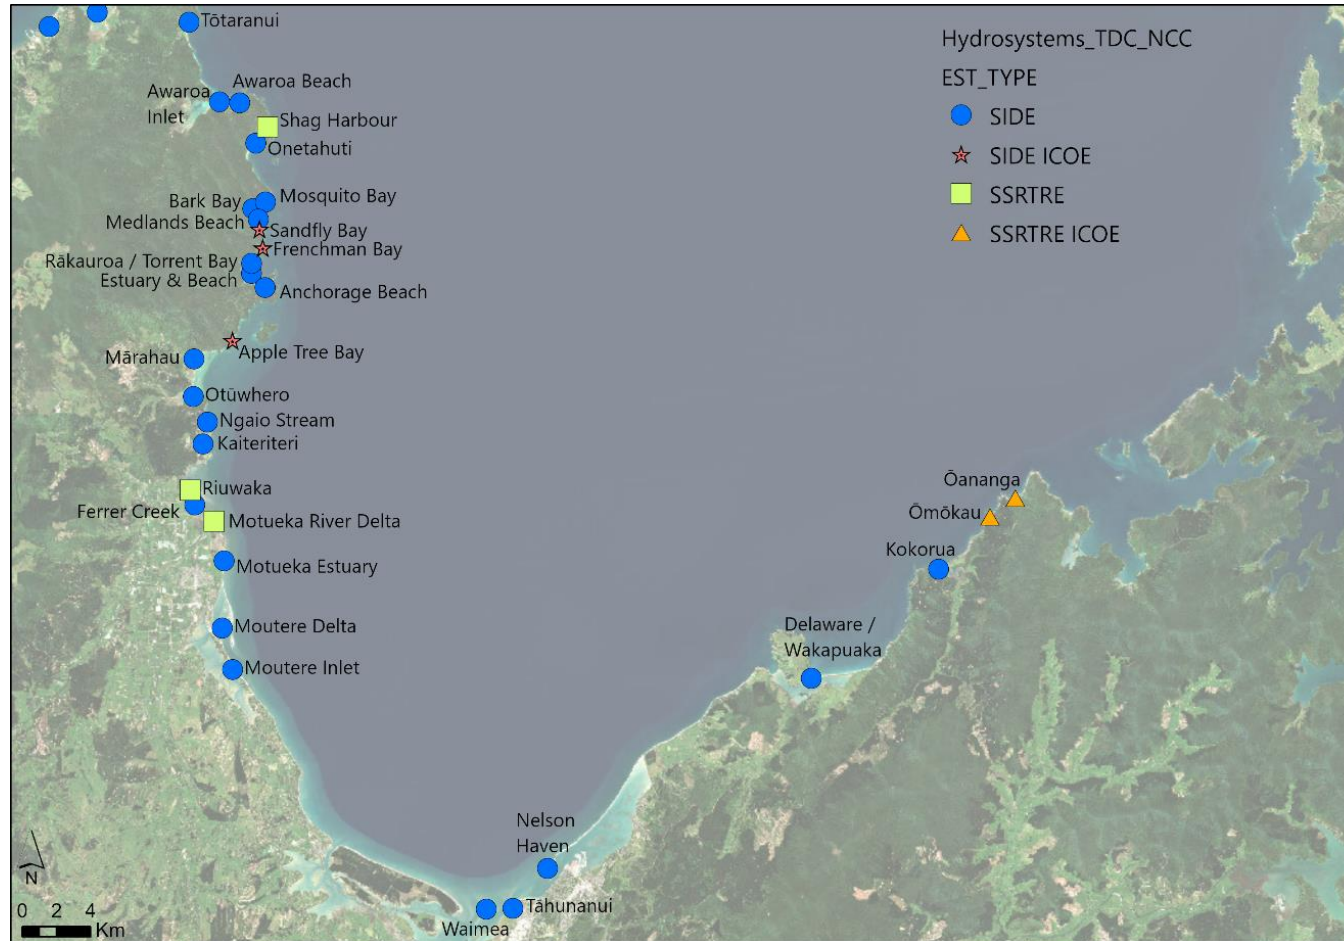 Tōtaranui
Awaroa Beach
Awaroa
Inlet
Shag Harbour
Onetahuti
Bark Bay
Mosquito Bay
Medlands Beach
Sandfly Bay
Frenchman Bay
Rākauroa / Torrent Bay
Estuary & Beach
Anchorage Beach
Apple Tree Bay
Mārahau
Otūwhero
Ngaio Stream
Kaiteriteri
Riuwaka
Ferrer Creek
Motueka River Delta
Motueka Estuary
Moutere Delta
Moutere Inlet
Hydrosystems_TDC_NCC
EST_TYPE
SIDE
SIDE ICOE
SSRTRE
SSRTRE ICOE
Ōananga
Ōmōkau
Kokorua
Delaware /
Wakapuaka
Nelson
Haven
Tāhunanui
Waimea
N
0 2 4
Km